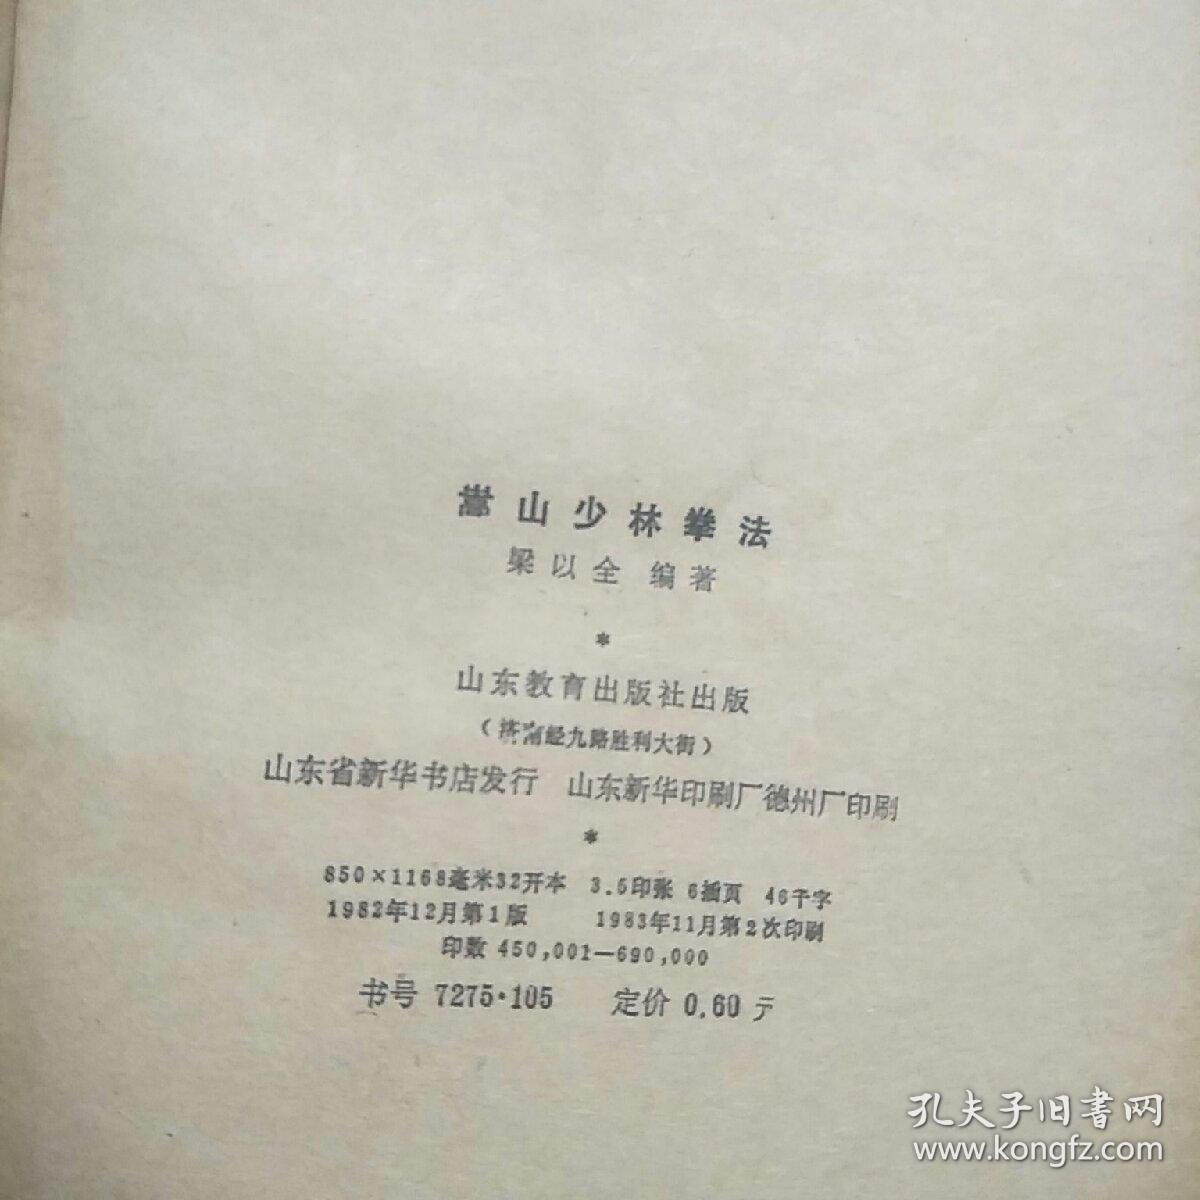 嵩山少林拳法
梁以全 编著
*
山东教育出版社出版
(济南经九路胜利大街)
山东省新华书店发行 山东新华印刷厂德州厂印刷
*
850×1168毫米32开本 3.5印张 6插页 46千字
1982年12月第1版 1983年11月第2次印刷
印数 450,001—690,000
书号 7275·105 定价 0.60元
孔夫子旧书网
www.kongfz.com